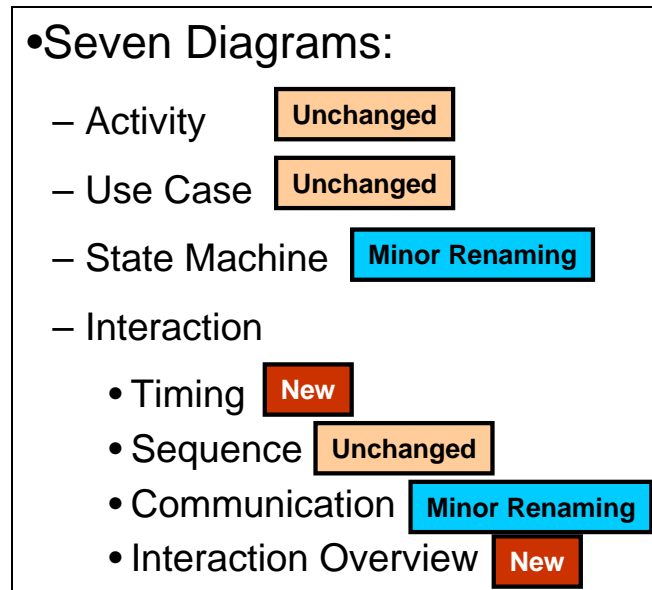 •Seven Diagrams:
– Activity Unchanged
– Use Case Unchanged
– State Machine Minor Renaming
– Interaction
• Timing New
• Sequence Unchanged
• Communication Minor Renaming
• Interaction Overview New